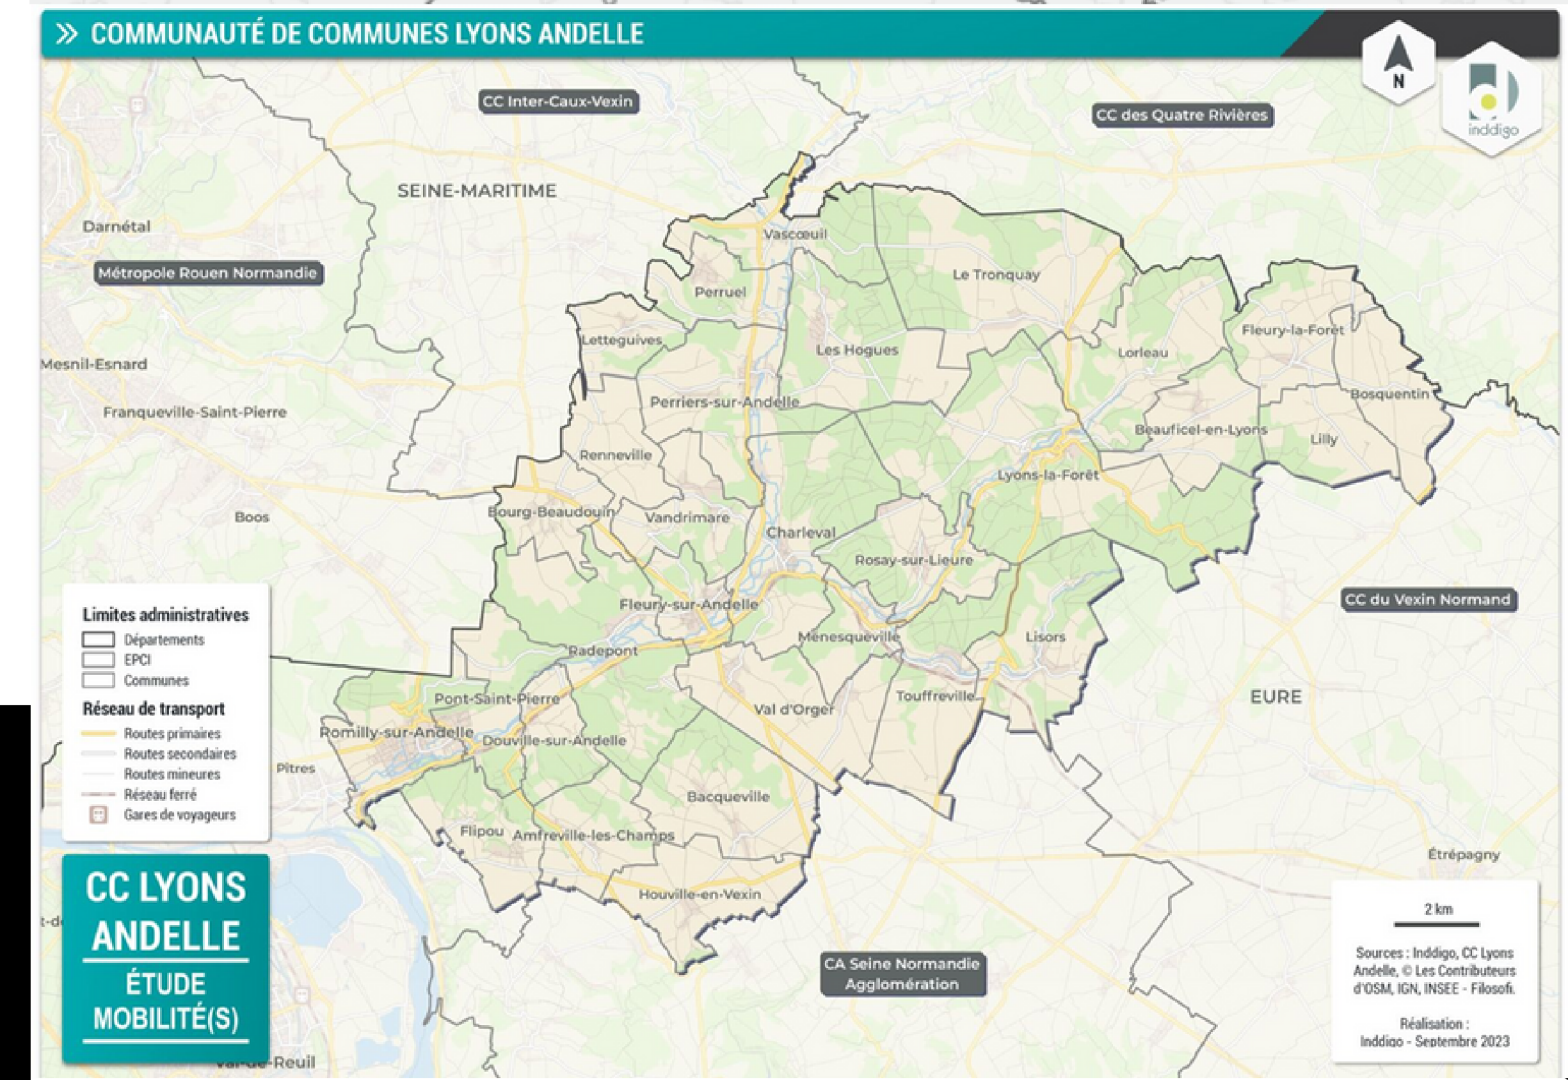 COMMUNAUTÉ DE COMMUNES LYONS ANDELLE
N
inddigo
CC Inter-Caux-Vexin
CC des Quatre Rivières
SEINE-MARITIME
Darnétal
Vascœuil
Métropole Rouen Normandie
Le Tronquay
Perruel
Fleury-la-Forêt
Letteguives
Les Hogues
Lorleau
Mesnil-Esnard
Bosquentin
Perriers-sur-Andelle
Franqueville-Saint-Pierre
Beauficel-en-Lyons
Lilly
Renneville
Lyons-la-Forêt
Bourg-Beaudouin
Vandrimare
Boos
Charleval
Rosay-sur-Lieure
CC du Vexin Normand
Fleury-sur-Andelle
Ménesqueville
Lisors
Radepont
Pont-Saint-Pierre
Touffreville
EURE
Val d'Orger
Romilly-sur-Andelle
Douville-sur-Andelle
Pîtres
Bacqueville
Flipou
Amfreville-les-Champs
Étrépagny
Houville-en-Vexin
CA Seine Normandie
Agglomération
Val-de-Reuil
Limites administratives
Départements
EPCI
Communes
Réseau de transport
Routes primaires
Routes secondaires
Routes mineures
Réseau ferré
Gares de voyageurs
CC LYONS
ANDELLE
ÉTUDE
MOBILITÉ(S)
2 km
Sources : Inddigo, CC Lyons
Andelle, © Les Contributeurs
d'OSM, IGN, INSEE - Filosofi.
Réalisation :
Inddigo - Septembre 2023